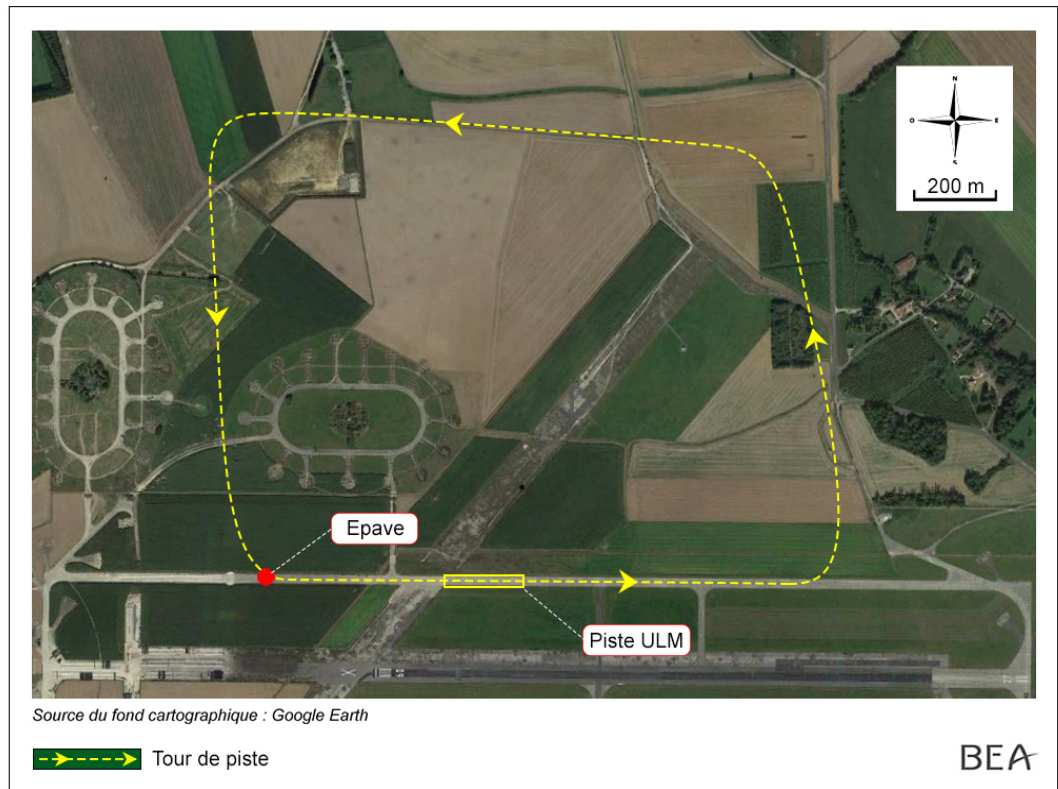 N
O E
S
200 m
Epave
Piste ULM
Source du fond cartographique : Google Earth
Tour de piste
BEA